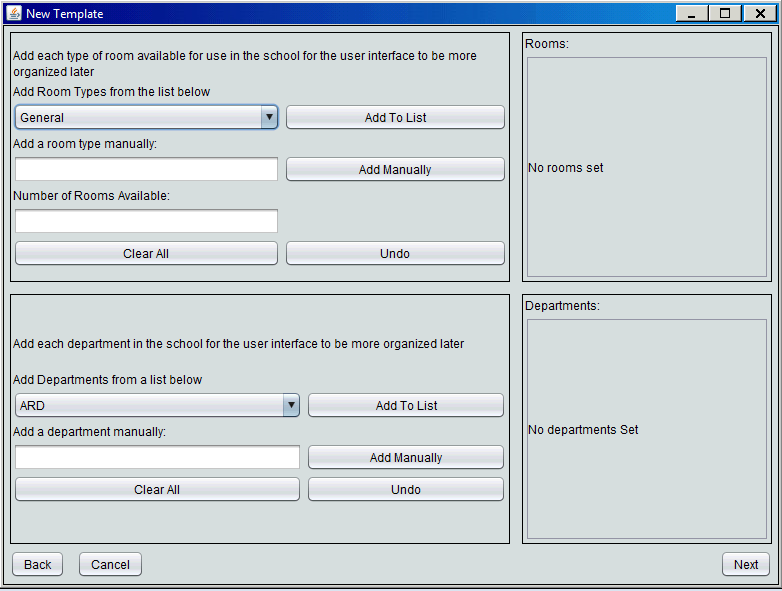 New Template
Add each type of room available for use in the school for the user interface to be more
organized later
Add Room Types from the list below
General
Add To List
Add a room type manually:
Add Manually
Number of Rooms Available:
Clear All
Undo
Rooms:
No rooms set
Add each department in the school for the user interface to be more organized later
Add Departments from a list below
ARD
Add To List
Add a department manually:
Add Manually
Clear All
Undo
Departments:
No departments Set
Back
Cancel
Next